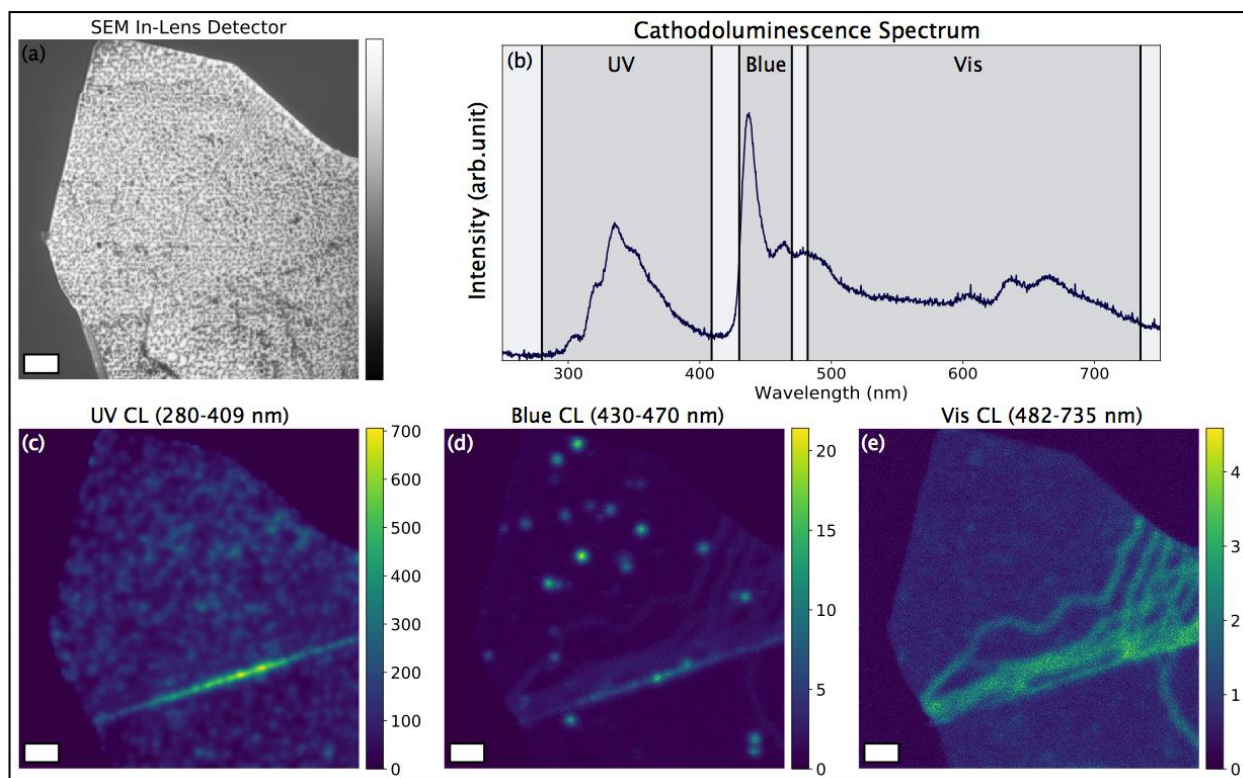 SEM In-Lens Detector
(a)
Cathodoluminescence Spectrum
(b)
UV
Blue
Vis
Intensity (arb.unit)
300
400
500
600
700
Wavelength (nm)
UV CL (280-409 nm)
(c)
700
600
500
400
300
200
100
0
Blue CL (430-470 nm)
(d)
20
15
10
5
0
Vis CL (482-735 nm)
(e)
4
3
2
1
0